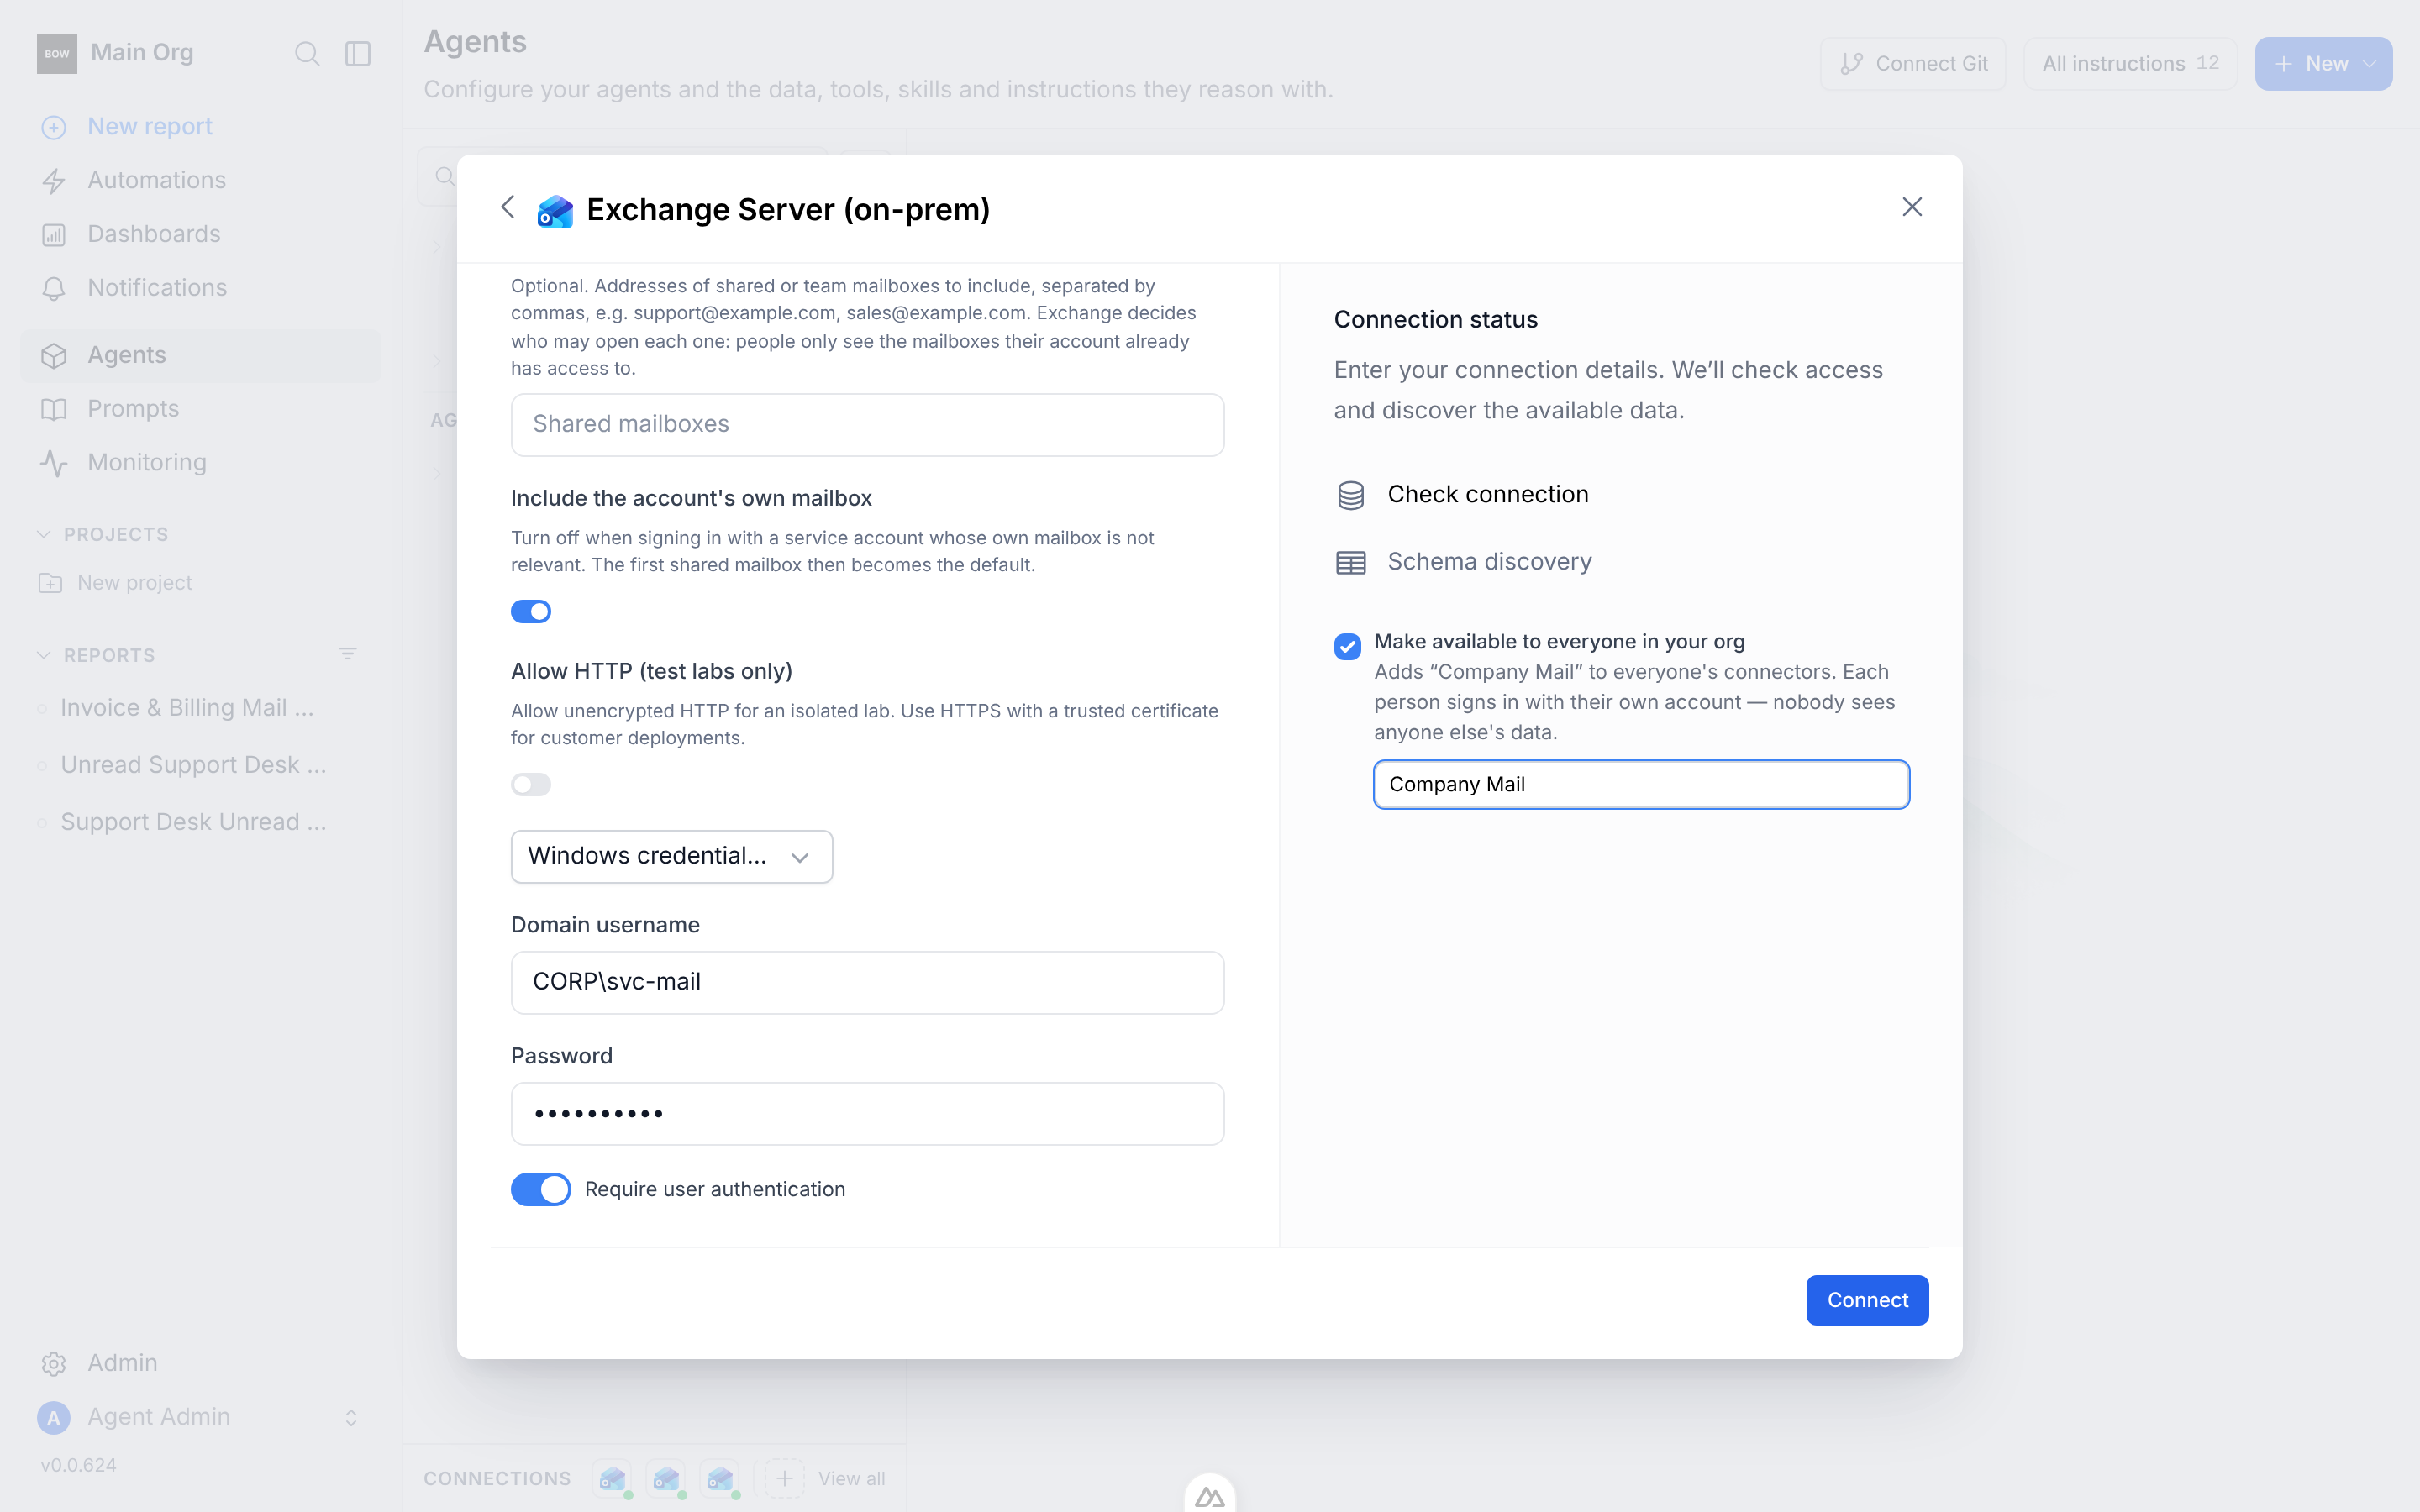 BOW
Main Org
New report
Automations
Dashboards
Notifications
Agents
Prompts
Monitoring
PROJECTS
New project
REPORTS
Invoice & Billing Mail ...
Unread Support Desk ...
Support Desk Unread ...
Admin
A
Agent Admin
v0.0.624
Agents
Configure your agents and the data, tools, skills and instructions they reason with.
Connect Git
All instructions 12
New
AG
CONNECTIONS
View all
Exchange Server (on-prem)
Optional. Addresses of shared or team mailboxes to include, separated by
commas, e.g. support@example.com, sales@example.com. Exchange decides
who may open each one: people only see the mailboxes their account already
has access to.
Shared mailboxes
Include the account's own mailbox
Turn off when signing in with a service account whose own mailbox is not
relevant. The first shared mailbox then becomes the default.
Allow HTTP (test labs only)
Allow unencrypted HTTP for an isolated lab. Use HTTPS with a trusted certificate
for customer deployments.
Windows credential...
Domain username
CORP\svc-mail
Password
••••••••••
Require user authentication
Connection status
Enter your connection details. We’ll check access
and discover the available data.
Check connection
Schema discovery
Make available to everyone in your org
Adds “Company Mail” to everyone's connectors. Each
person signs in with their own account — nobody sees
anyone else's data.
Company Mail
Connect